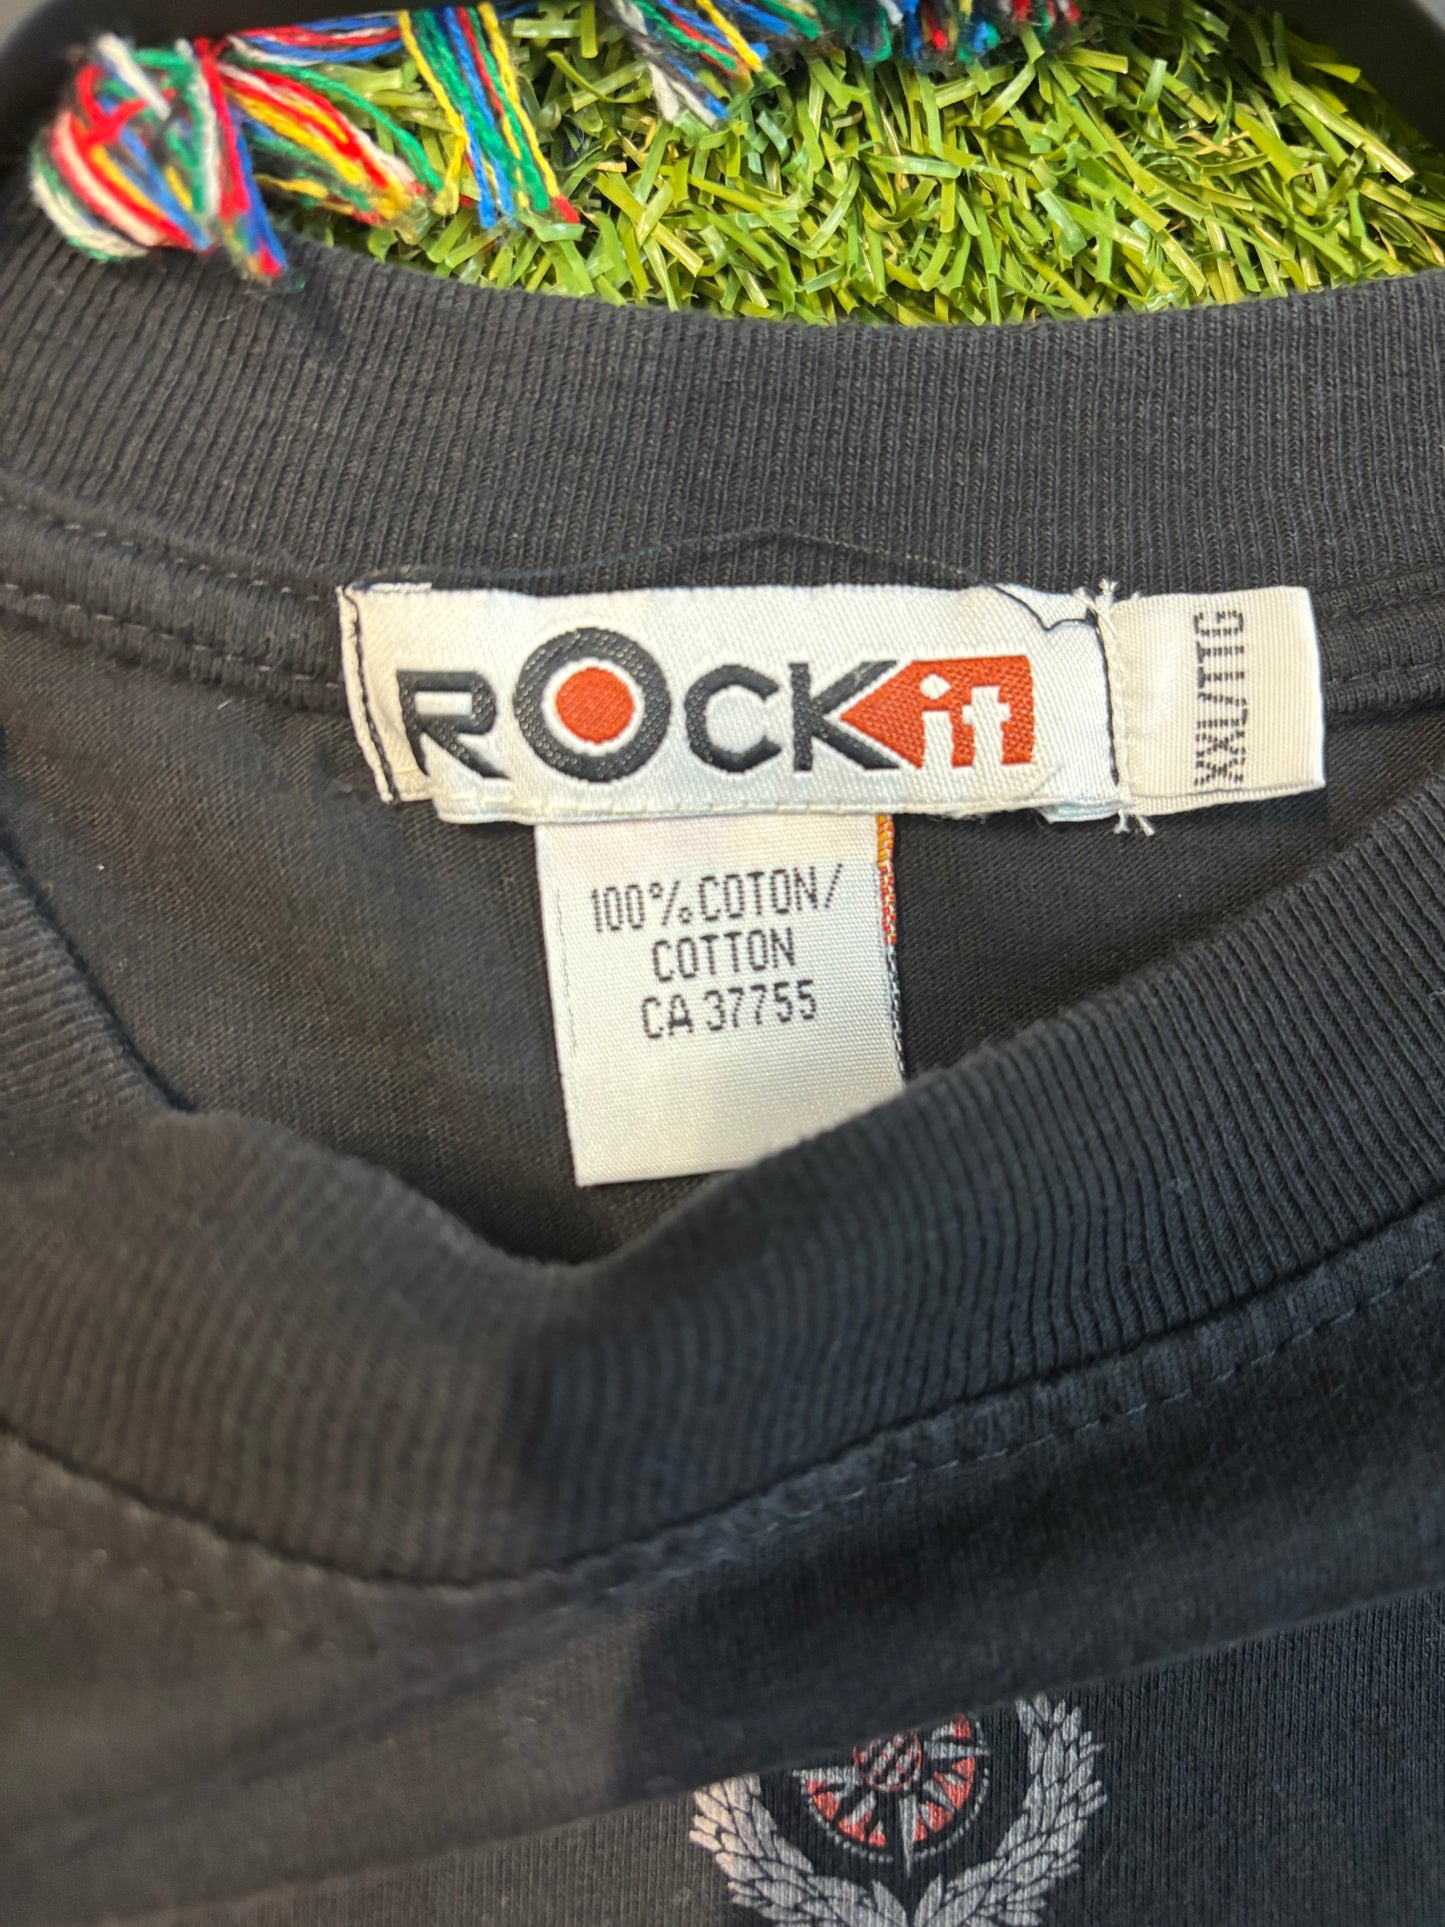 ROCKit
XXL/TTG
100% COTON/
COTTON
CA 37755